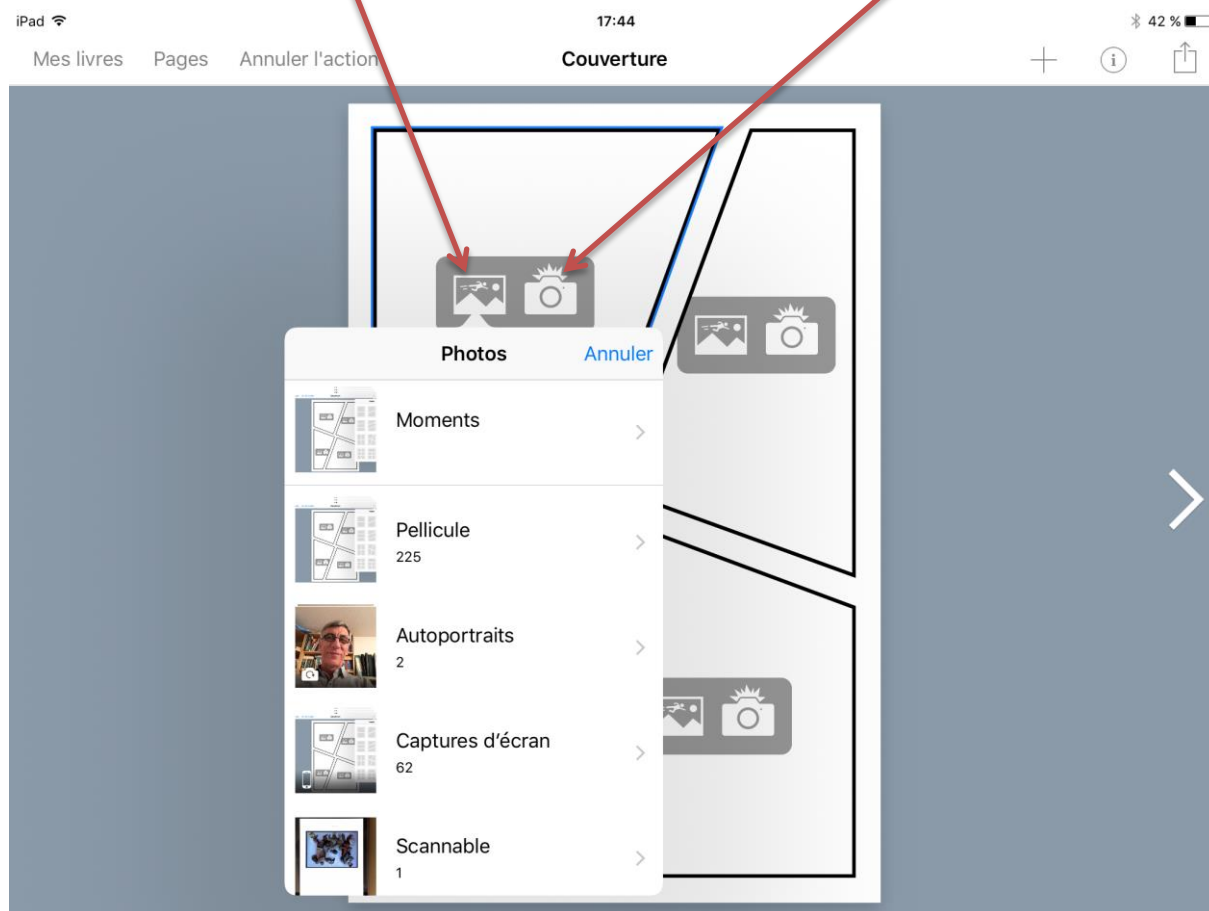 iPad 17:44 42 %
Mes livres Pages Annuler l'action Couverture
Photos Annuler
Moments
Pellicule
225
Autoportraits
2
Captures d’écran
62
Scannable
1